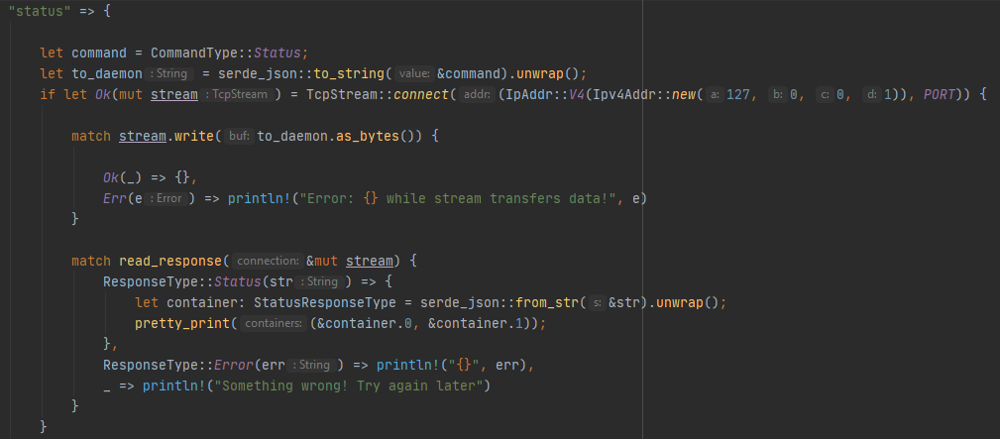 "status" => {
let command = CommandType::Status;
let to_daemon : String = serde_json::to_string( value: &command).unwrap();
if let Ok(mut stream : TcpStream ) = TcpStream::connect( addr: (IpAddr::V4(Ipv4Addr::new( a: 127, b: 0, c: 0, d: 1)), PORT)) {
match stream.write( buf: to_daemon.as_bytes()) {
Ok(_) => {},
Err(e : Error ) => println!("Error: {} while stream transfers data!", e)
}
match read_response( connection: &mut stream) {
ResponseType::Status(str : String ) => {
let container: StatusResponseType = serde_json::from_str( s: &str).unwrap();
pretty_print( containers: (&container.0, &container.1));
},
ResponseType::Error(err : String ) => println!("{}", err),
_ => println!("Something wrong! Try again later")
}
}